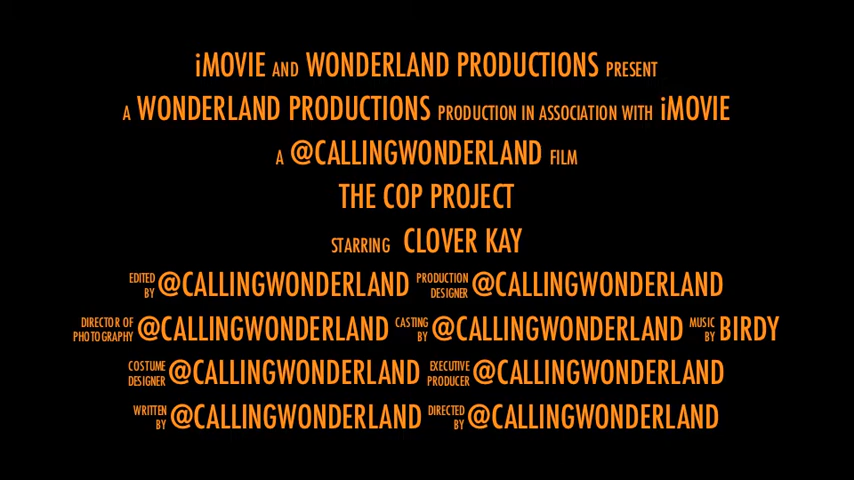 iMOVIE AND WONDERLAND PRODUCTIONS PRESENT
A WONDERLAND PRODUCTIONS PRODUCTION IN ASSOCIATION WITH iMOVIE
A @CALLINGWONDERLAND FILM
THE COP PROJECT
STARRING CLOVER KAY
EDITED BY @CALLINGWONDERLAND PRODUCTION DESIGNER @CALLINGWONDERLAND
DIRECTOR OF PHOTOGRAPHY @CALLINGWONDERLAND CASTING BY @CALLINGWONDERLAND MUSIC BY BIRDY
COSTUME DESIGNER @CALLINGWONDERLAND EXECUTIVE PRODUCER @CALLINGWONDERLAND
WRITTEN BY @CALLINGWONDERLAND DIRECTED BY @CALLINGWONDERLAND